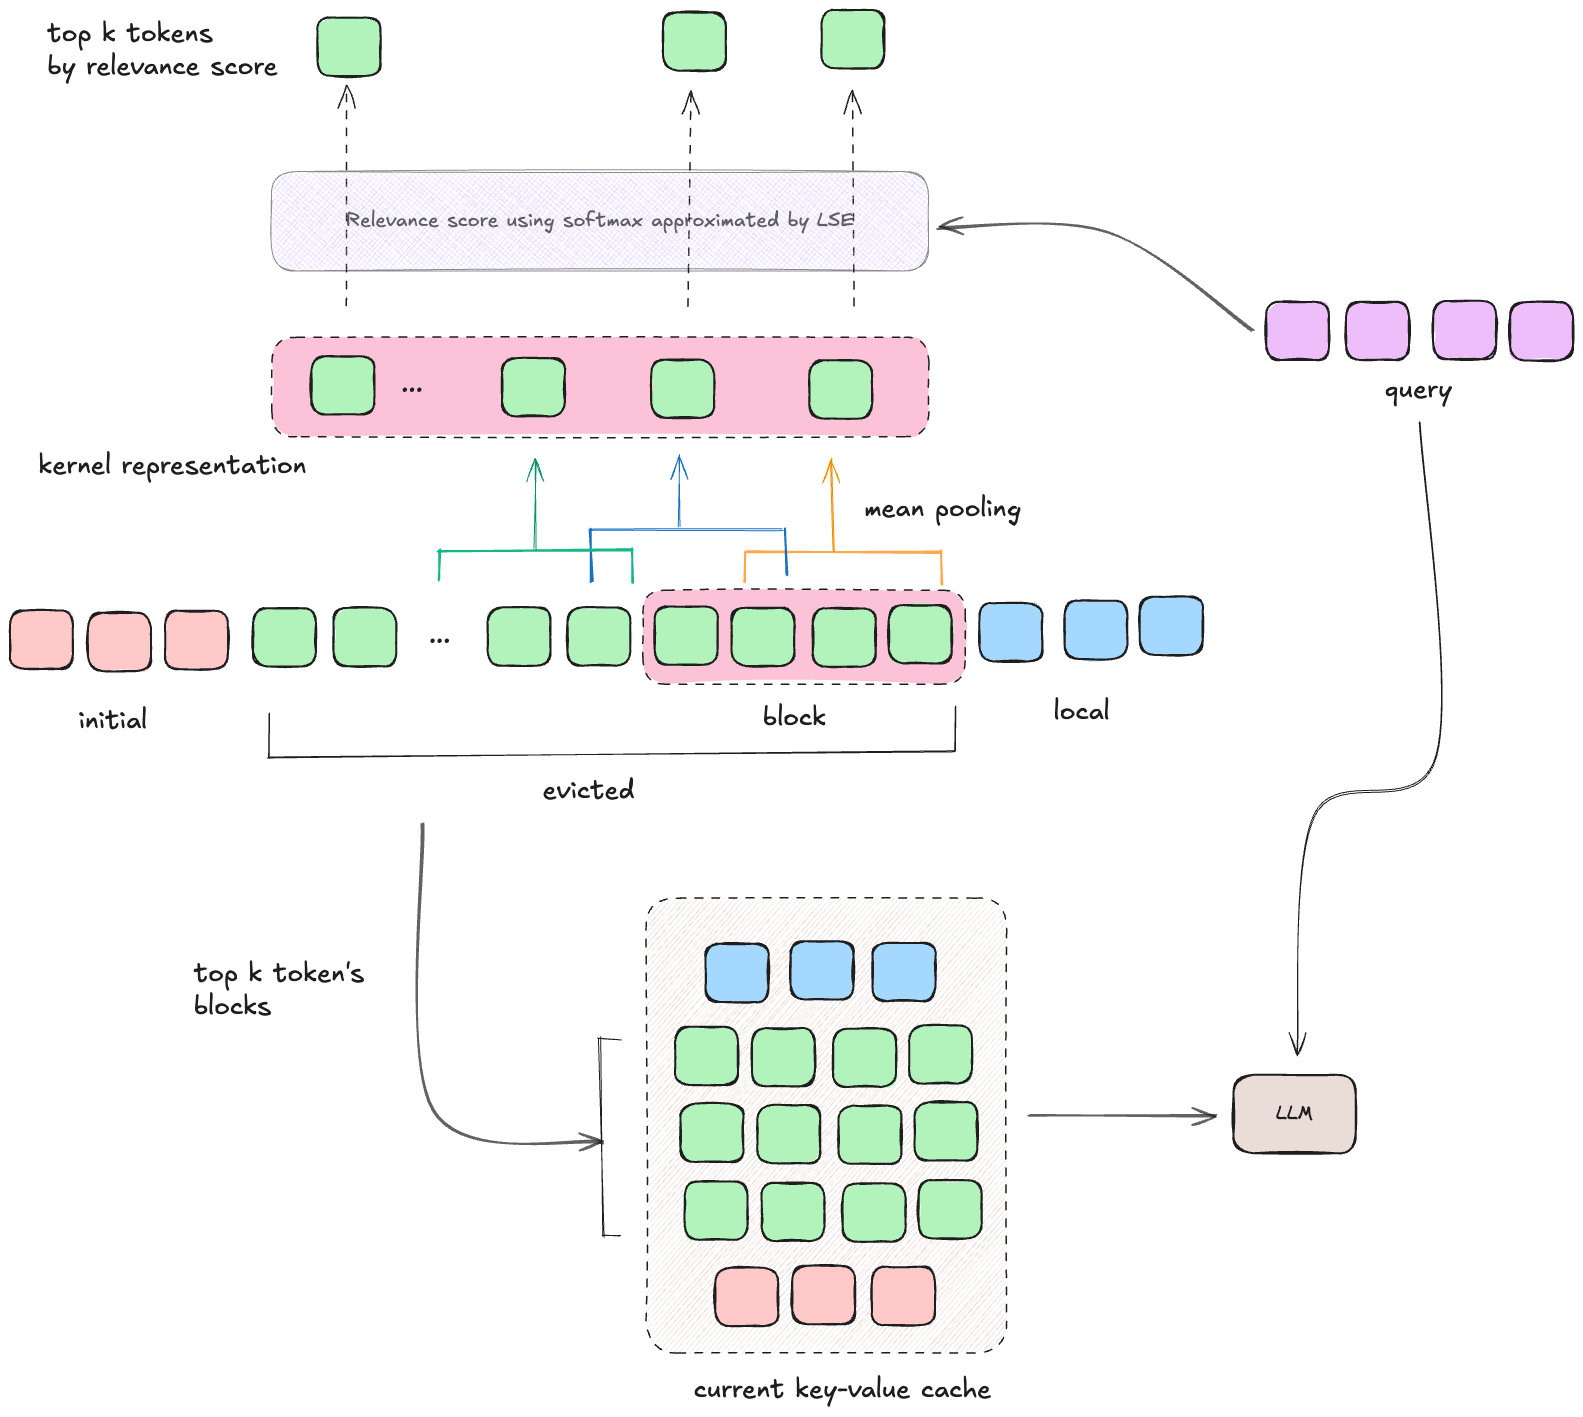 top k tokens
by relevance score
Relevance score using softmax approximated by LSE
query
kernel representation
mean pooling
...
...
initial
block
local
evicted
top k token's
blocks
LLM
current key-value cache